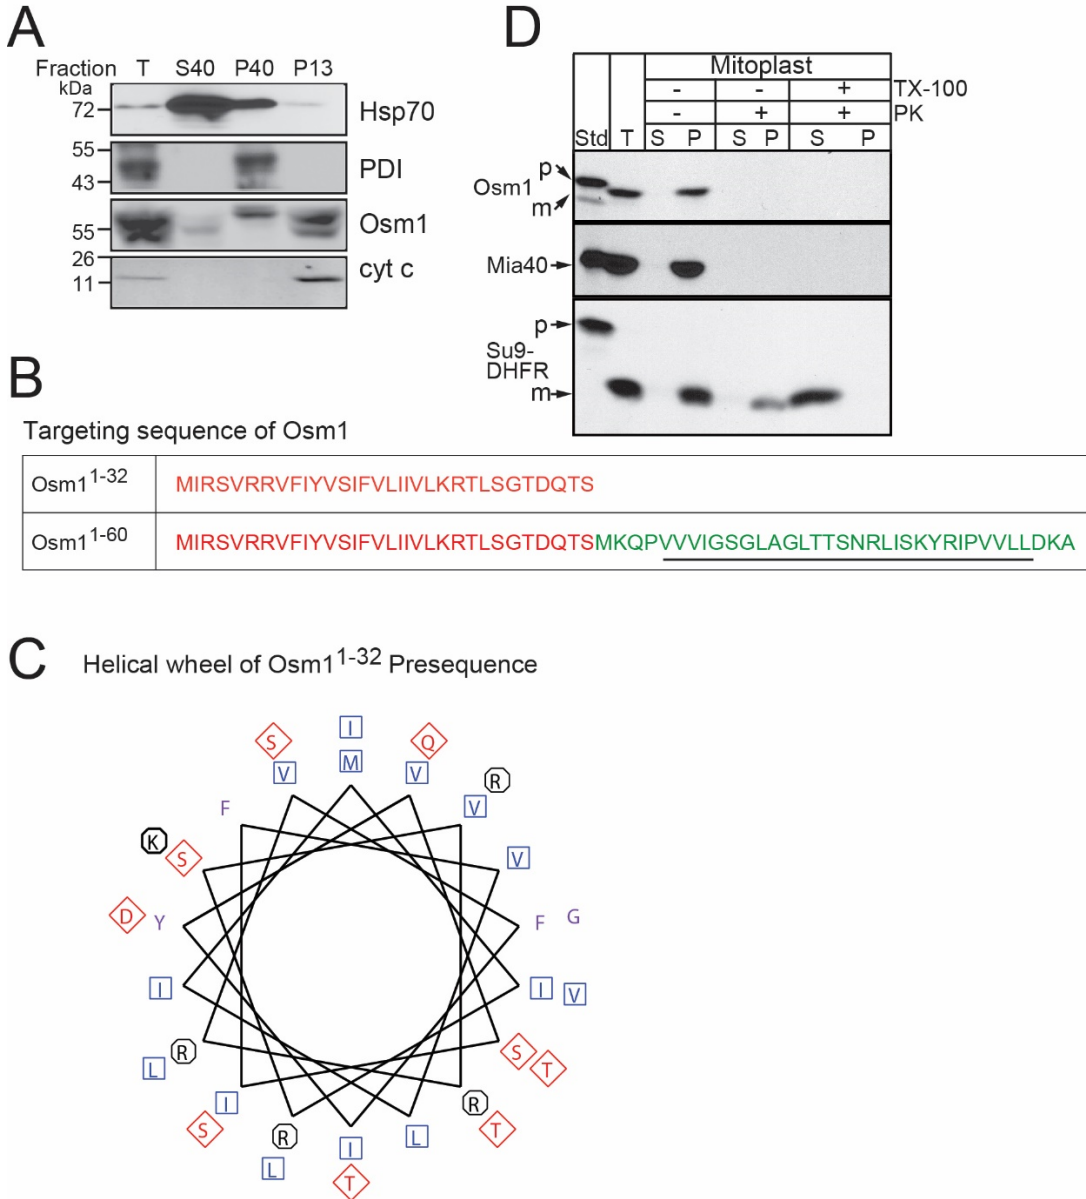 A
Fraction T S40 P40 P13
kDa
72 Hsp70
55
43 PDI
55 Osm1
26
11 cyt c
D
Mitoplast
- - + TX-100
- + + PK
Std T S P S P S P
Osm1 p
m
Mia40
p
Su9-
DHFR
m
B
Targeting sequence of Osm1
Osm1 1-32 MIRSVRRVFIYVSIFVLIIVLKRTLSGTDQTS
Osm1 1-60 MIRSVRRVFIYVSIFVLIIVLKRTLSGTDQTSMKQPVVVIGSGLAGLTTSNRLISKYRIPVVLLDKA
C Helical wheel of Osm1 1-32 Presequence
I
S Q
M
V V
R
F V
K
S V
D Y F G
I I V
R
L S T
I R
S L T
R I
L T